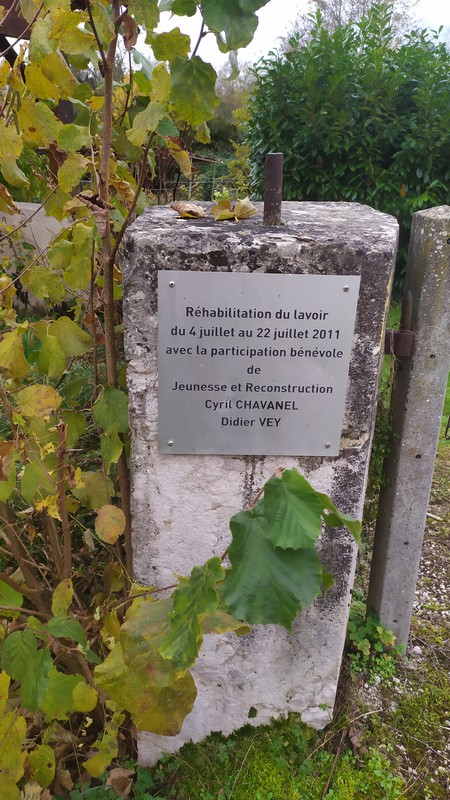 Réhabilitation du lavoir
du 4 juillet au 22 juillet 2011
avec la participation bénévole
de
Jeunesse et Reconstruction
Cyril CHAVANEL
Didier VEY